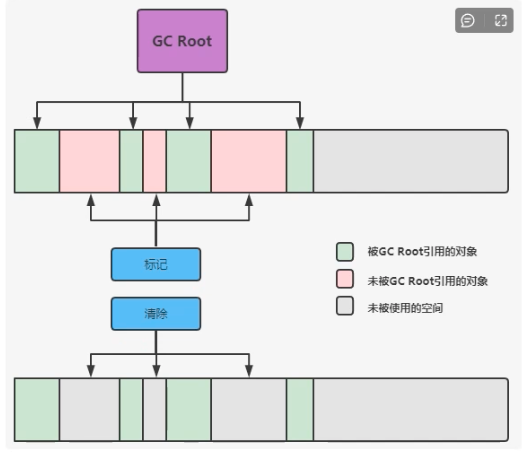 GC Root
标记
被GC Root引用的对象
未被GC Root引用的对象
未被使用的空间
清除